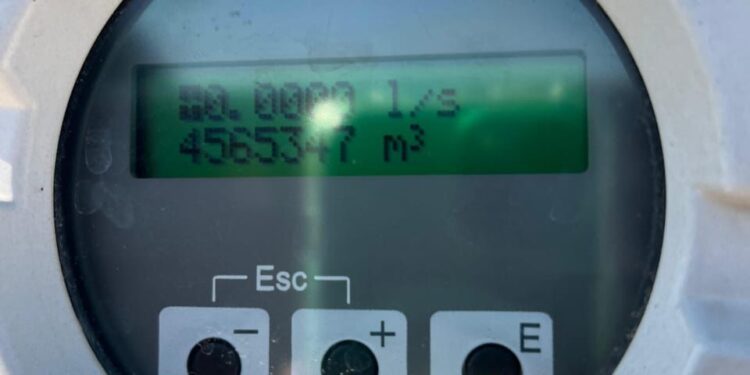 0.0000 l/s
4565347 m³
Esc
- + E